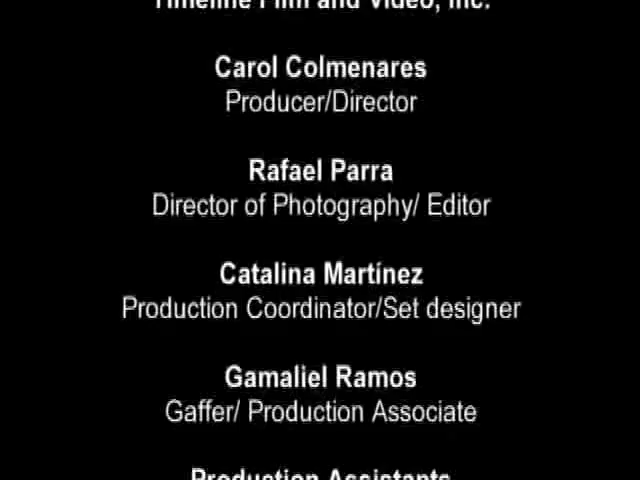 Timeline Film and Video, Inc.
Carol Colmenares
Producer/Director
Rafael Parra
Director of Photography/ Editor
Catalina Martínez
Production Coordinator/Set designer
Gamaliel Ramos
Gaffer/ Production Associate
Production Assistants